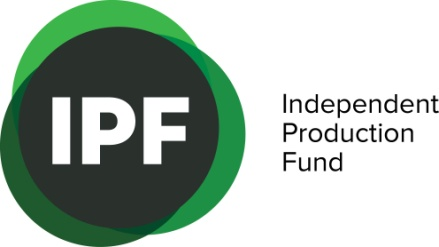 IPF
Independent
Production
Fund